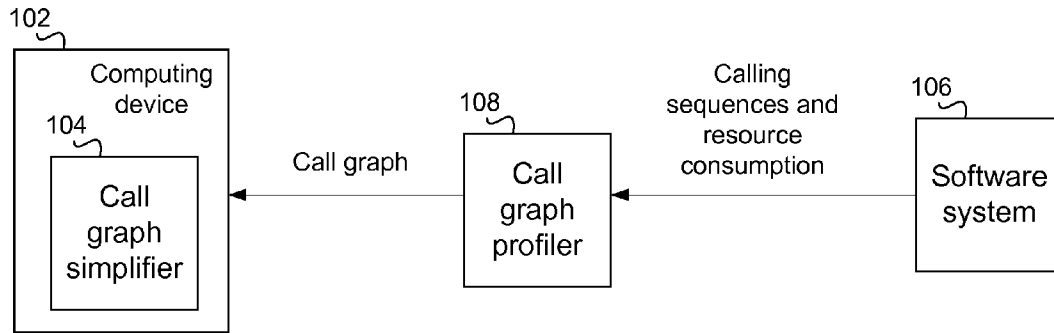 102
Computing
device
104
Call
graph
simplifier
Call graph
108
Call
graph
profiler
Calling
sequences and
resource
consumption
106
Software
system